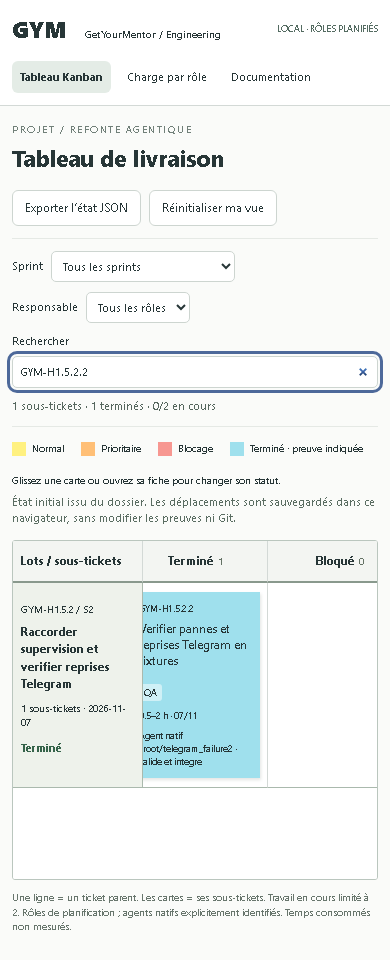 GYM GetYourMentor / Engineering LOCAL · RÔLES PLANIFIÉS
Tableau Kanban Charge par rôle Documentation
PROJET / REFONTE AGENTIQUE
Tableau de livraison
Exporter l'état JSON Réinitialiser ma vue
Sprint Tous les sprints
Responsable Tous les rôles
Rechercher
GYM-H1.5.2.2 ×
1 sous-tickets · 1 terminés · 0/2 en cours
Normal Prioritaire Blocage Terminé · preuve indiquée
Glissez une carte ou ouvrez sa fiche pour changer son statut.
État initial issu du dossier. Les déplacements sont sauvegardés dans ce
navigateur, sans modifier les preuves ni Git.
Lots / sous-tickets Terminé 1 Bloqué 0
GYM-H1.5.2 / S2
Raccorder
supervision et
verifier reprises
Telegram
1 sous-tickets · 2026-11-
07
Terminé
GYM-H1.5.2.2
Verifier pannes et
reprises Telegram en
fixtures
QA
0.5–2 h · 07/11
Agent natif
/root/telegram_failure2 ·
valide et integre
Une ligne = un ticket parent. Les cartes = ses sous-tickets. Travail en cours limité à
2. Rôles de planification ; agents natifs explicitement identifiés. Temps consommés
non mesurés.